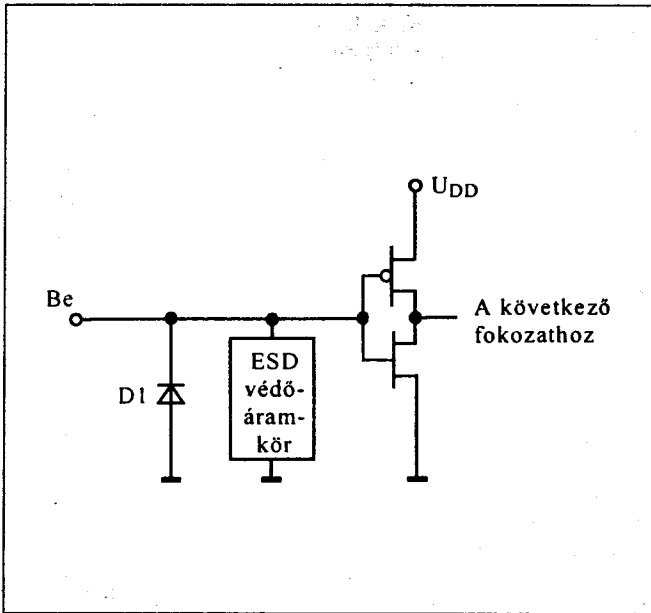 U_DD
Be
A következő
fokozathoz
D1
ESD
védő-
áram-
kör